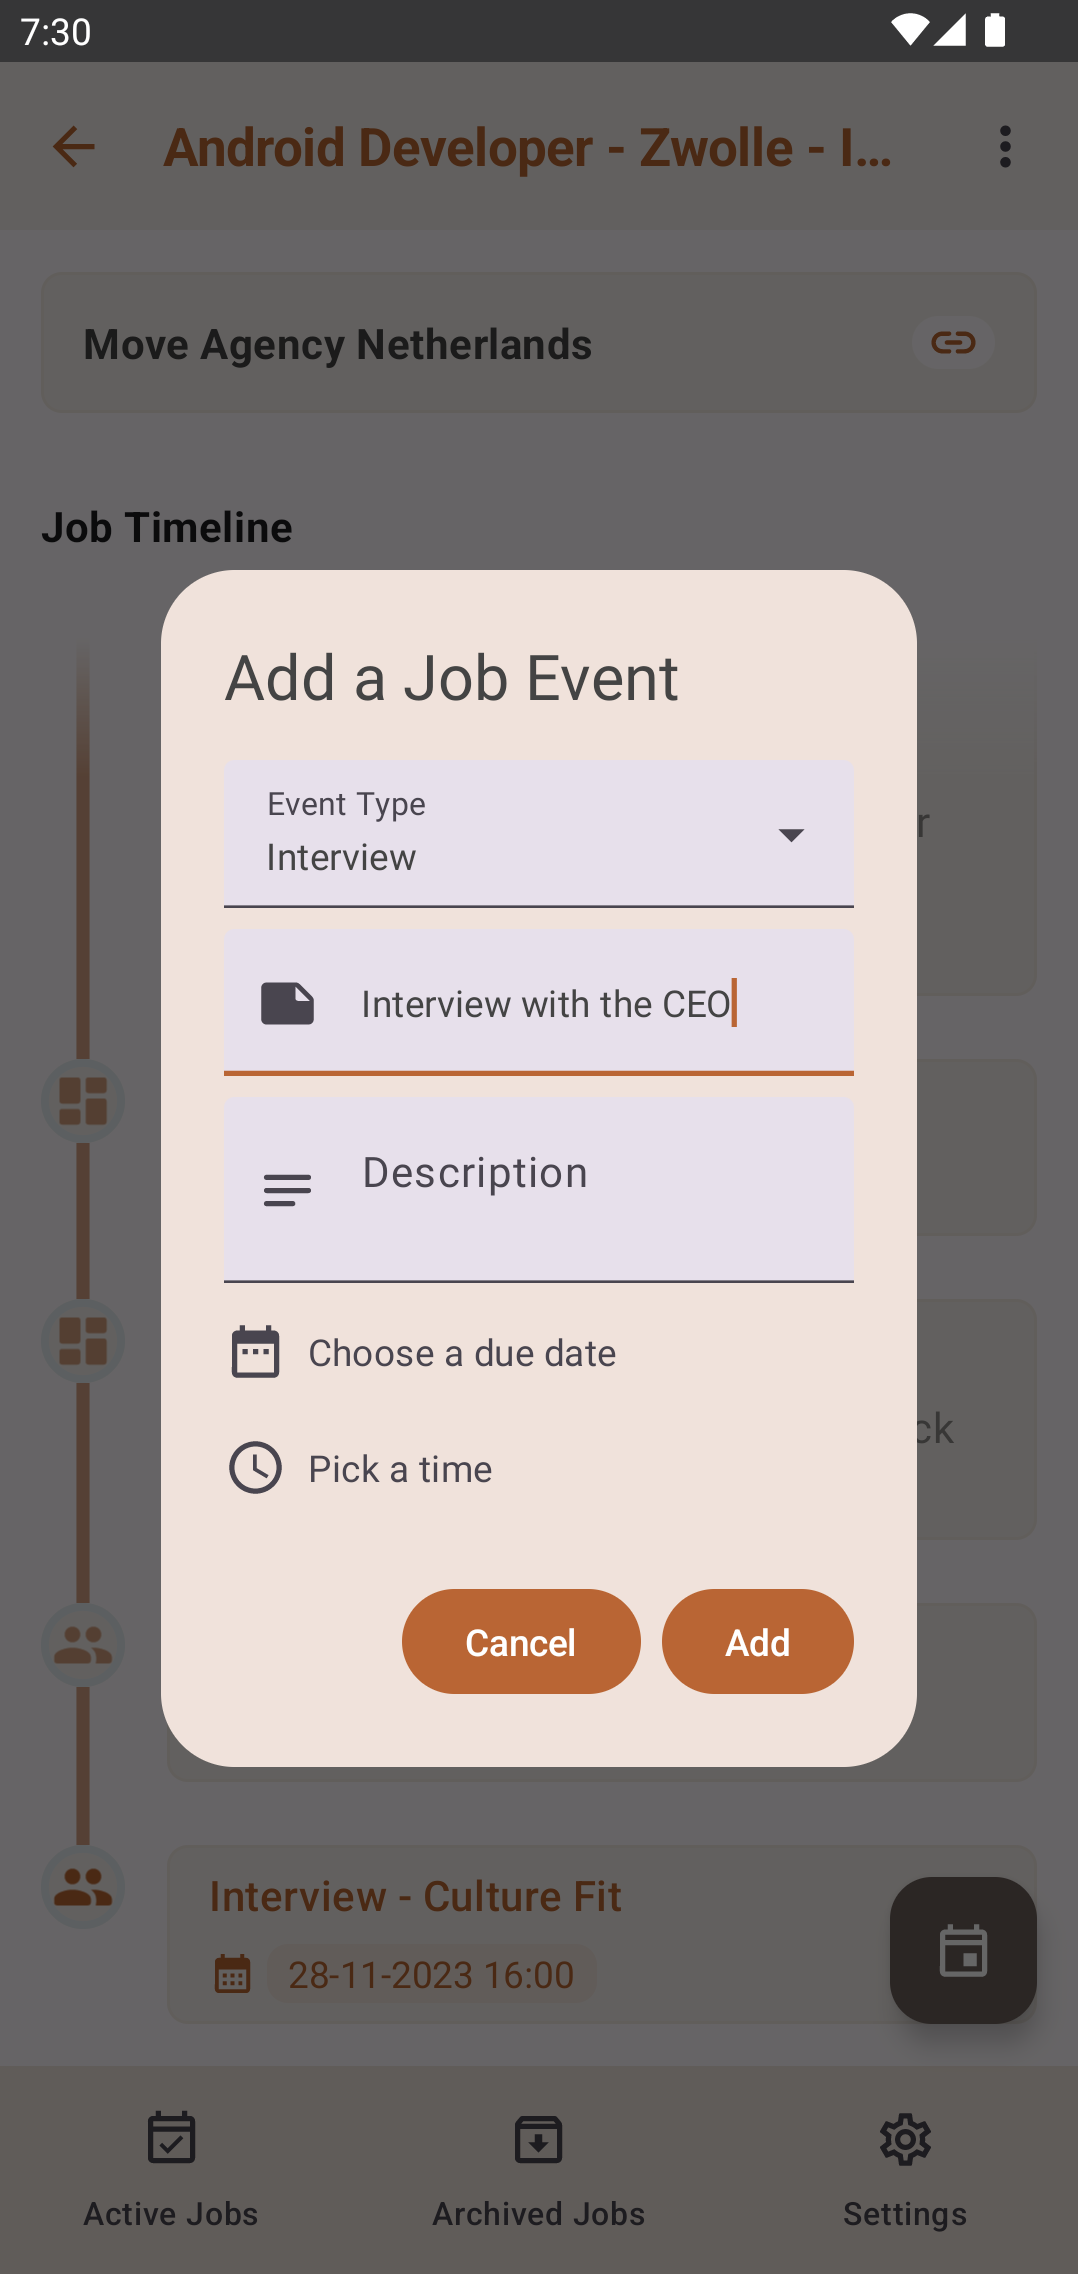 7:30
Android Developer - Zwolle - I...
Move Agency Netherlands
Job Timeline
Add a Job Event
Event Type
Interview
Interview with the CEO
Description
Choose a due date
Pick a time
Cancel
Add
Interview - Culture Fit
28-11-2023 16:00
Active Jobs
Archived Jobs
Settings